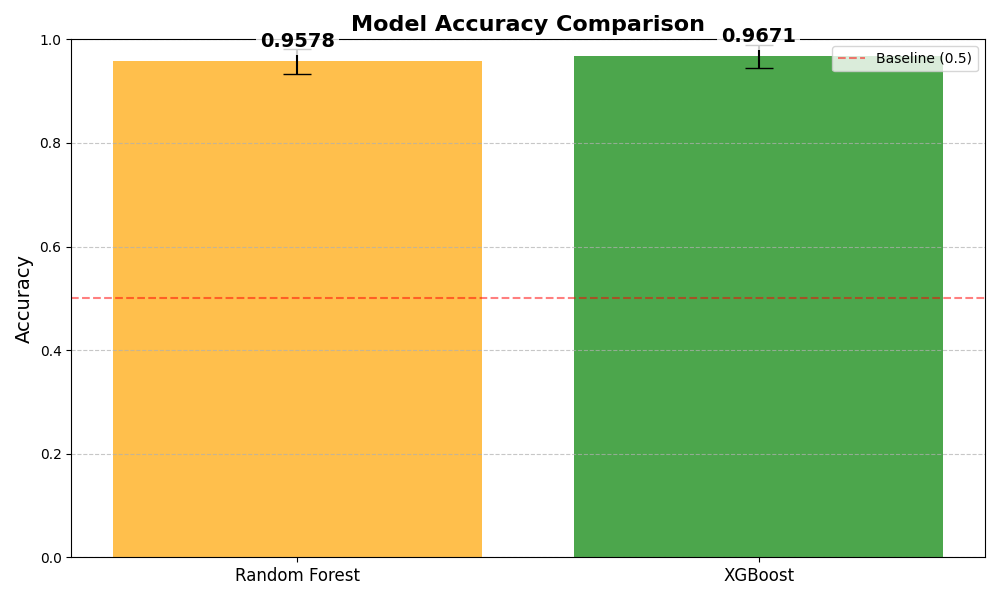 Model Accuracy Comparison
0.9578
0.9671
Baseline (0.5)
1.0
0.8
0.6
0.4
0.2
0.0
Accuracy
Random Forest
XGBoost